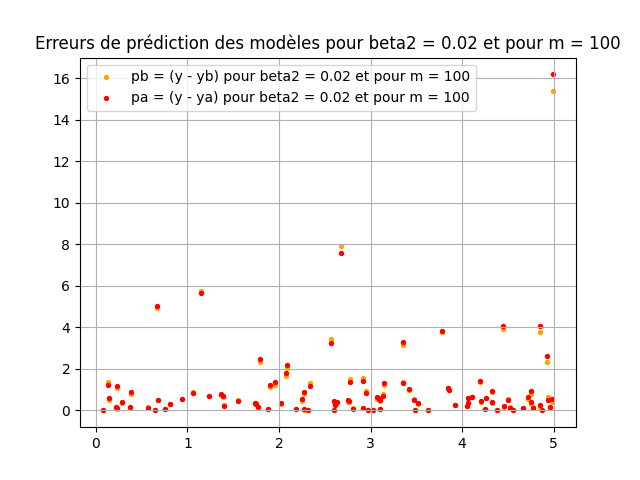 Erreurs de prédiction des modèles pour beta2 = 0.02 et pour m = 100
pb = (y - yb) pour beta2 = 0.02 et pour m = 100
pa = (y - ya) pour beta2 = 0.02 et pour m = 100
16
14
12
10
8
6
4
2
0
0 1 2 3 4 5